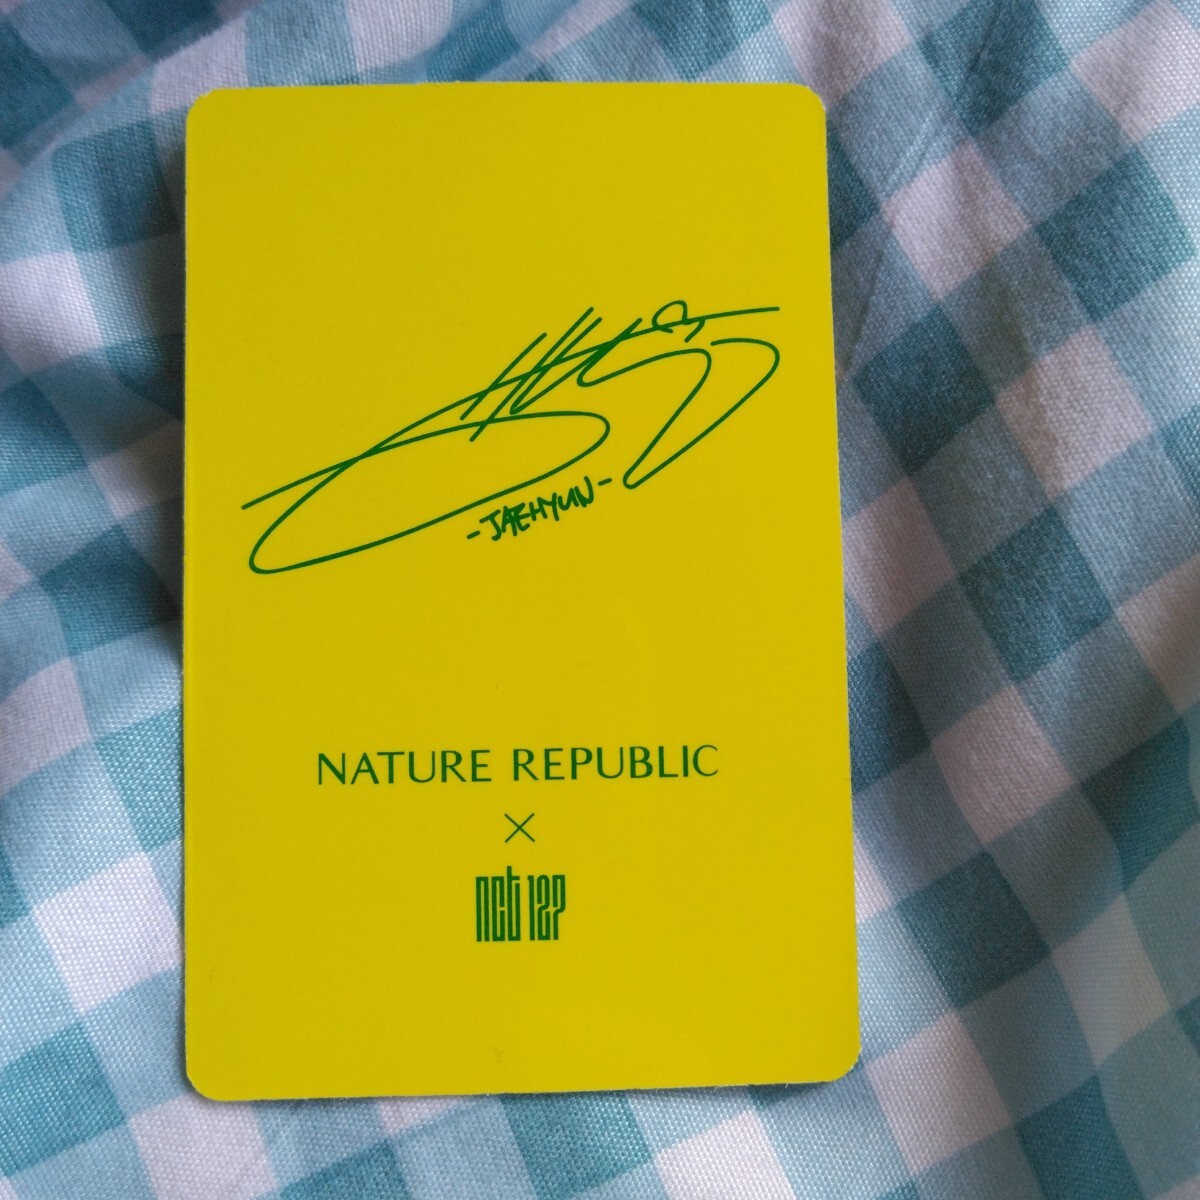 -JAEHYUN-
NATURE REPUBLIC
×
nct 127